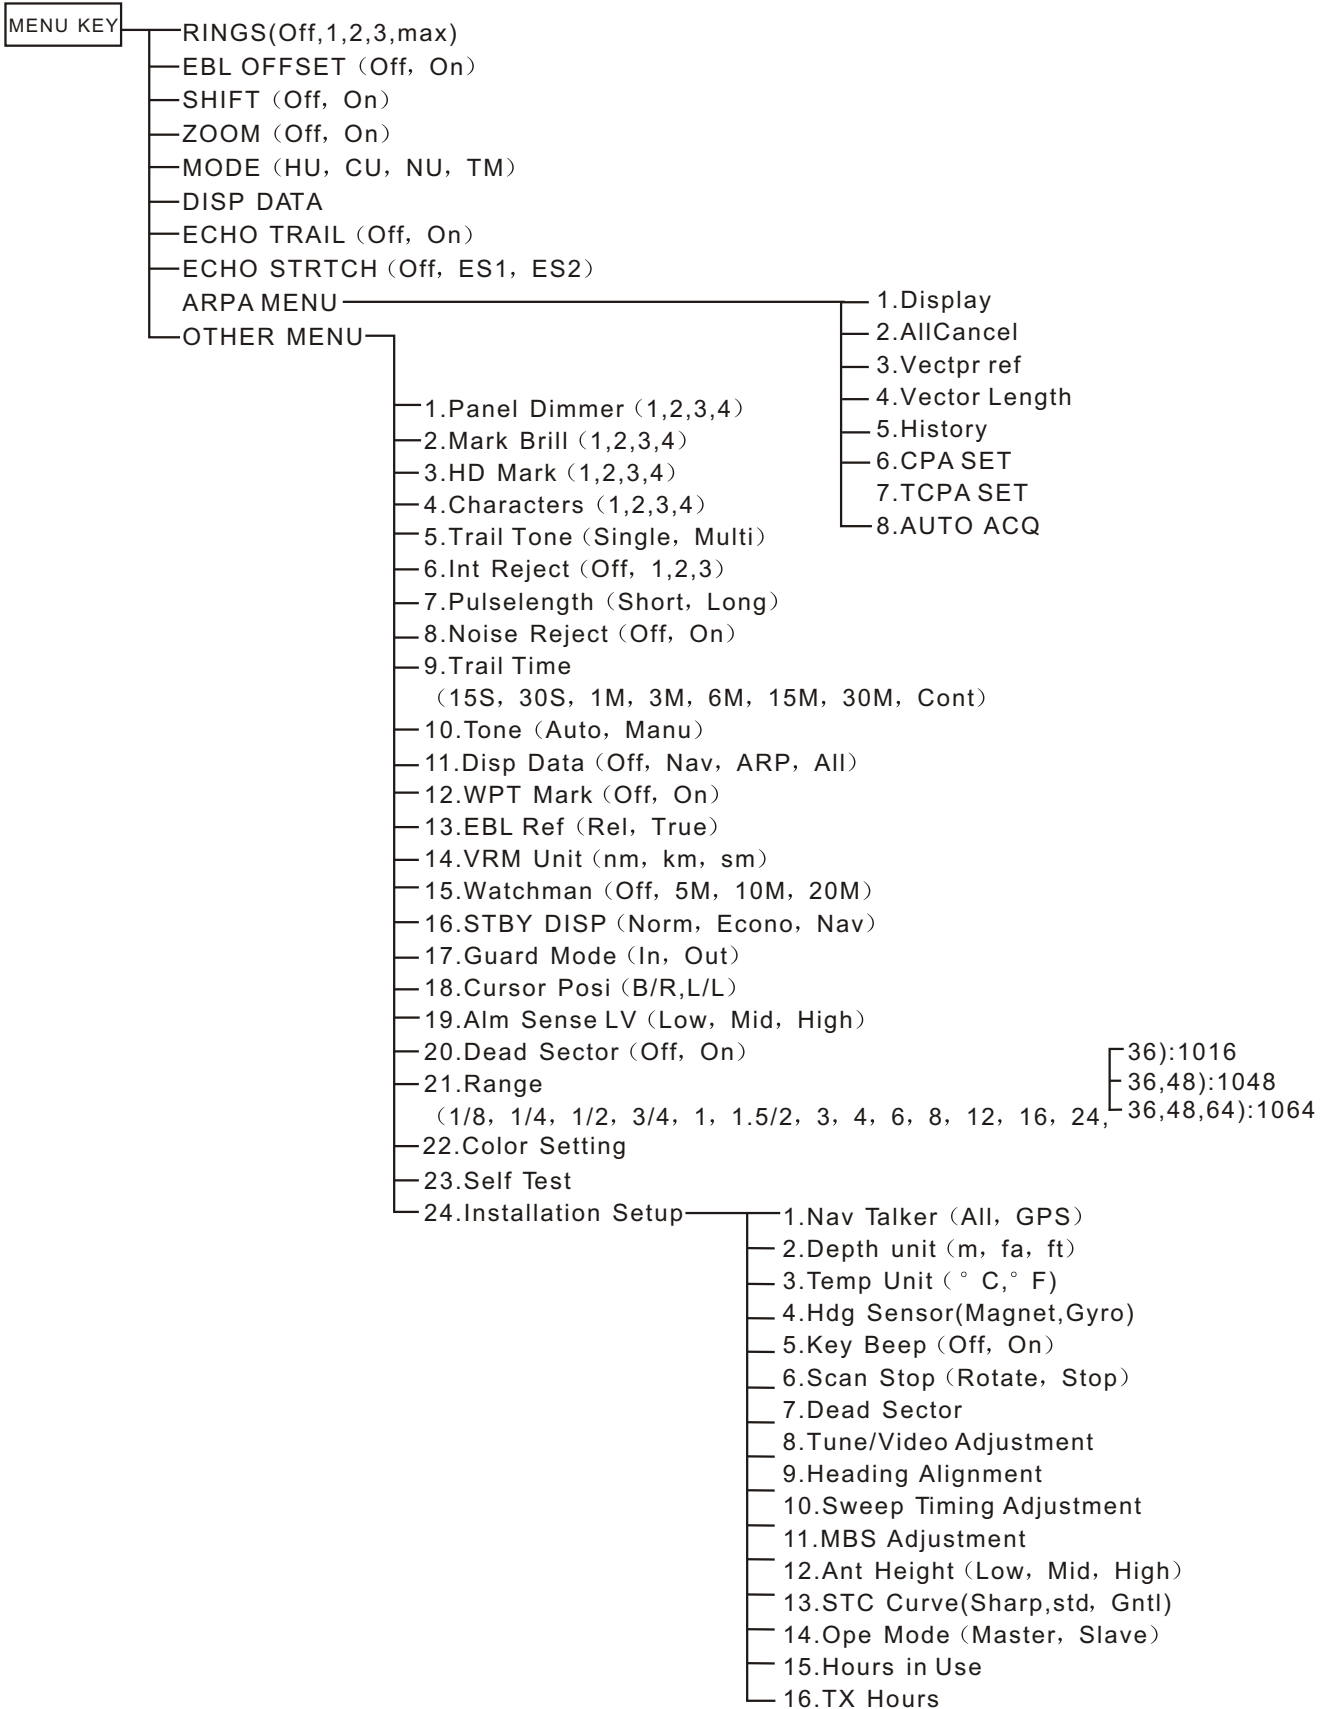 MENU KEY
RINGS(Off,1,2,3,max)
EBL OFFSET（Off，On）
SHIFT（Off，On）
ZOOM（Off，On）
MODE（HU，CU，NU，TM）
DISP DATA
ECHO TRAIL（Off，On）
ECHO STRTCH（Off，ES1，ES2）
ARPA MENU
OTHER MENU
1.Display
2.AllCancel
3.Vectpr ref
4.Vector Length
5.History
6.CPA SET
7.TCPA SET
8.AUTO ACQ
1.Panel Dimmer（1,2,3,4）
2.Mark Brill（1,2,3,4）
3.HD Mark（1,2,3,4）
4.Characters（1,2,3,4）
5.Trail Tone（Single，Multi）
6.Int Reject（Off，1,2,3）
7.Pulselength（Short，Long）
8.Noise Reject（Off，On）
9.Trail Time
（15S，30S，1M，3M，6M，15M，30M，Cont）
10.Tone（Auto，Manu）
11.Disp Data（Off，Nav，ARP，All）
12.WPT Mark（Off，On）
13.EBL Ref（Rel，True）
14.VRM Unit（nm，km，sm）
15.Watchman（Off，5M，10M，20M）
16.STBY DISP（Norm，Econo，Nav）
17.Guard Mode（In，Out）
18.Cursor Posi（B/R,L/L）
19.Alm Sense LV（Low，Mid，High）
20.Dead Sector（Off，On）
21.Range
（1/8，1/4，1/2，3/4，1，1.5/2，3，4，6，8，12，16，24,
36):1016
36,48):1048
36,48,64):1064
22.Color Setting
23.Self Test
24.Installation Setup
1.Nav Talker（All，GPS）
2.Depth unit（m，fa，ft）
3.Temp Unit（° C,° F)
4.Hdg Sensor(Magnet,Gyro)
5.Key Beep（Off，On）
6.Scan Stop（Rotate，Stop）
7.Dead Sector
8.Tune/Video Adjustment
9.Heading Alignment
10.Sweep Timing Adjustment
11.MBS Adjustment
12.Ant Height（Low，Mid，High）
13.STC Curve(Sharp,std，Gntl)
14.Ope Mode（Master，Slave）
15.Hours in Use
16.TX Hours